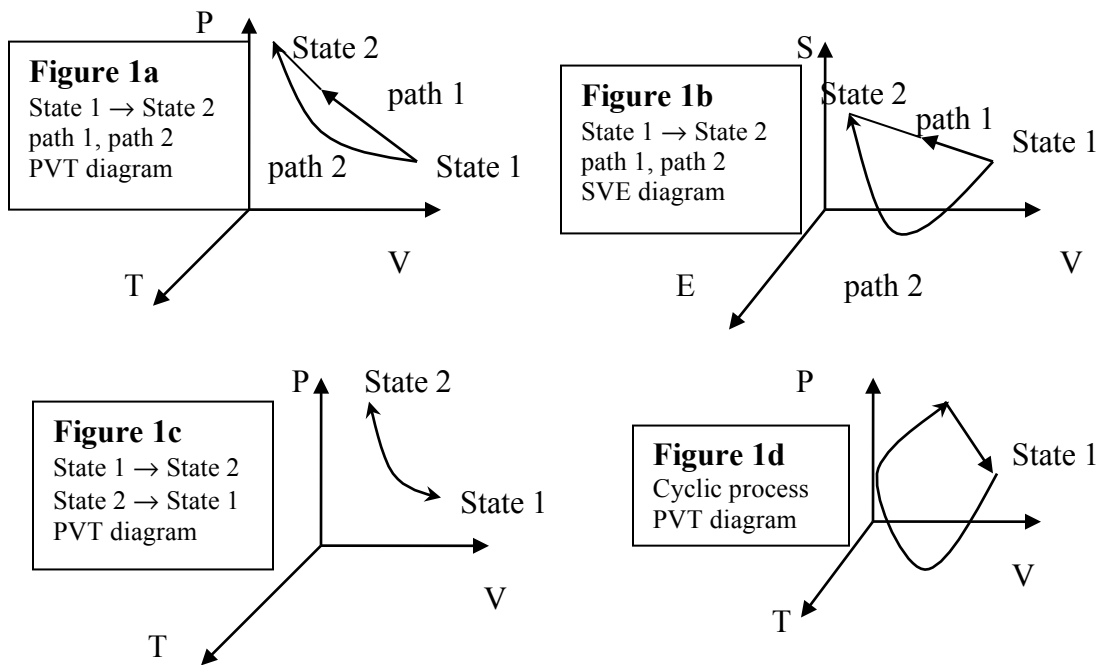 P
State 2
Figure 1a
State 1 → State 2
path 1, path 2
PVT diagram
path 1
path 2
State 1
V
T
S
State 2
Figure 1b
State 1 → State 2
path 1, path 2
SVE diagram
path 1
State 1
V
E
path 2
P
State 2
Figure 1c
State 1 → State 2
State 2 → State 1
PVT diagram
State 1
V
T
P
Figure 1d
Cyclic process
PVT diagram
State 1
V
T